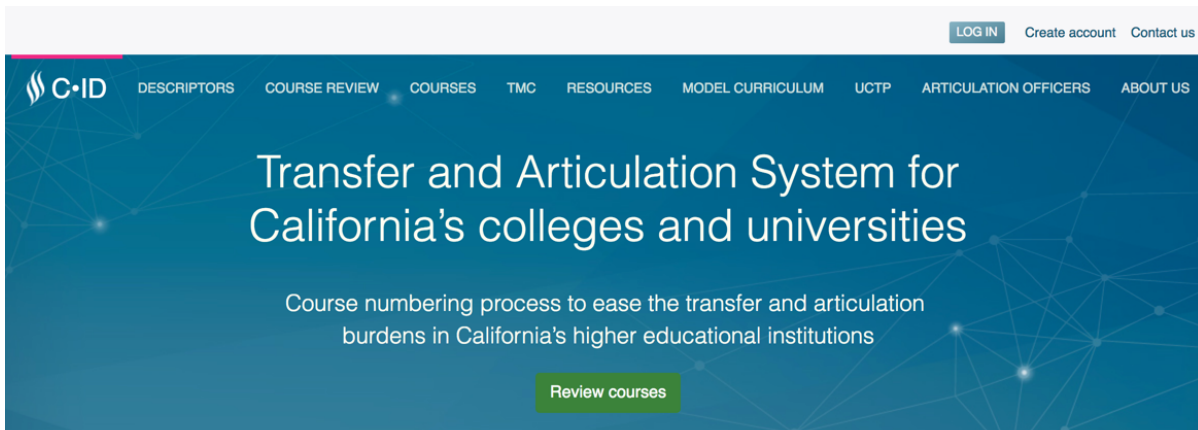 LOG IN Create account Contact us
C•ID DESCRIPTORS COURSE REVIEW COURSES TMC RESOURCES MODEL CURRICULUM UCTP ARTICULATION OFFICERS ABOUT US
Transfer and Articulation System for
California's colleges and universities
Course numbering process to ease the transfer and articulation
burdens in California's higher educational institutions
Review courses